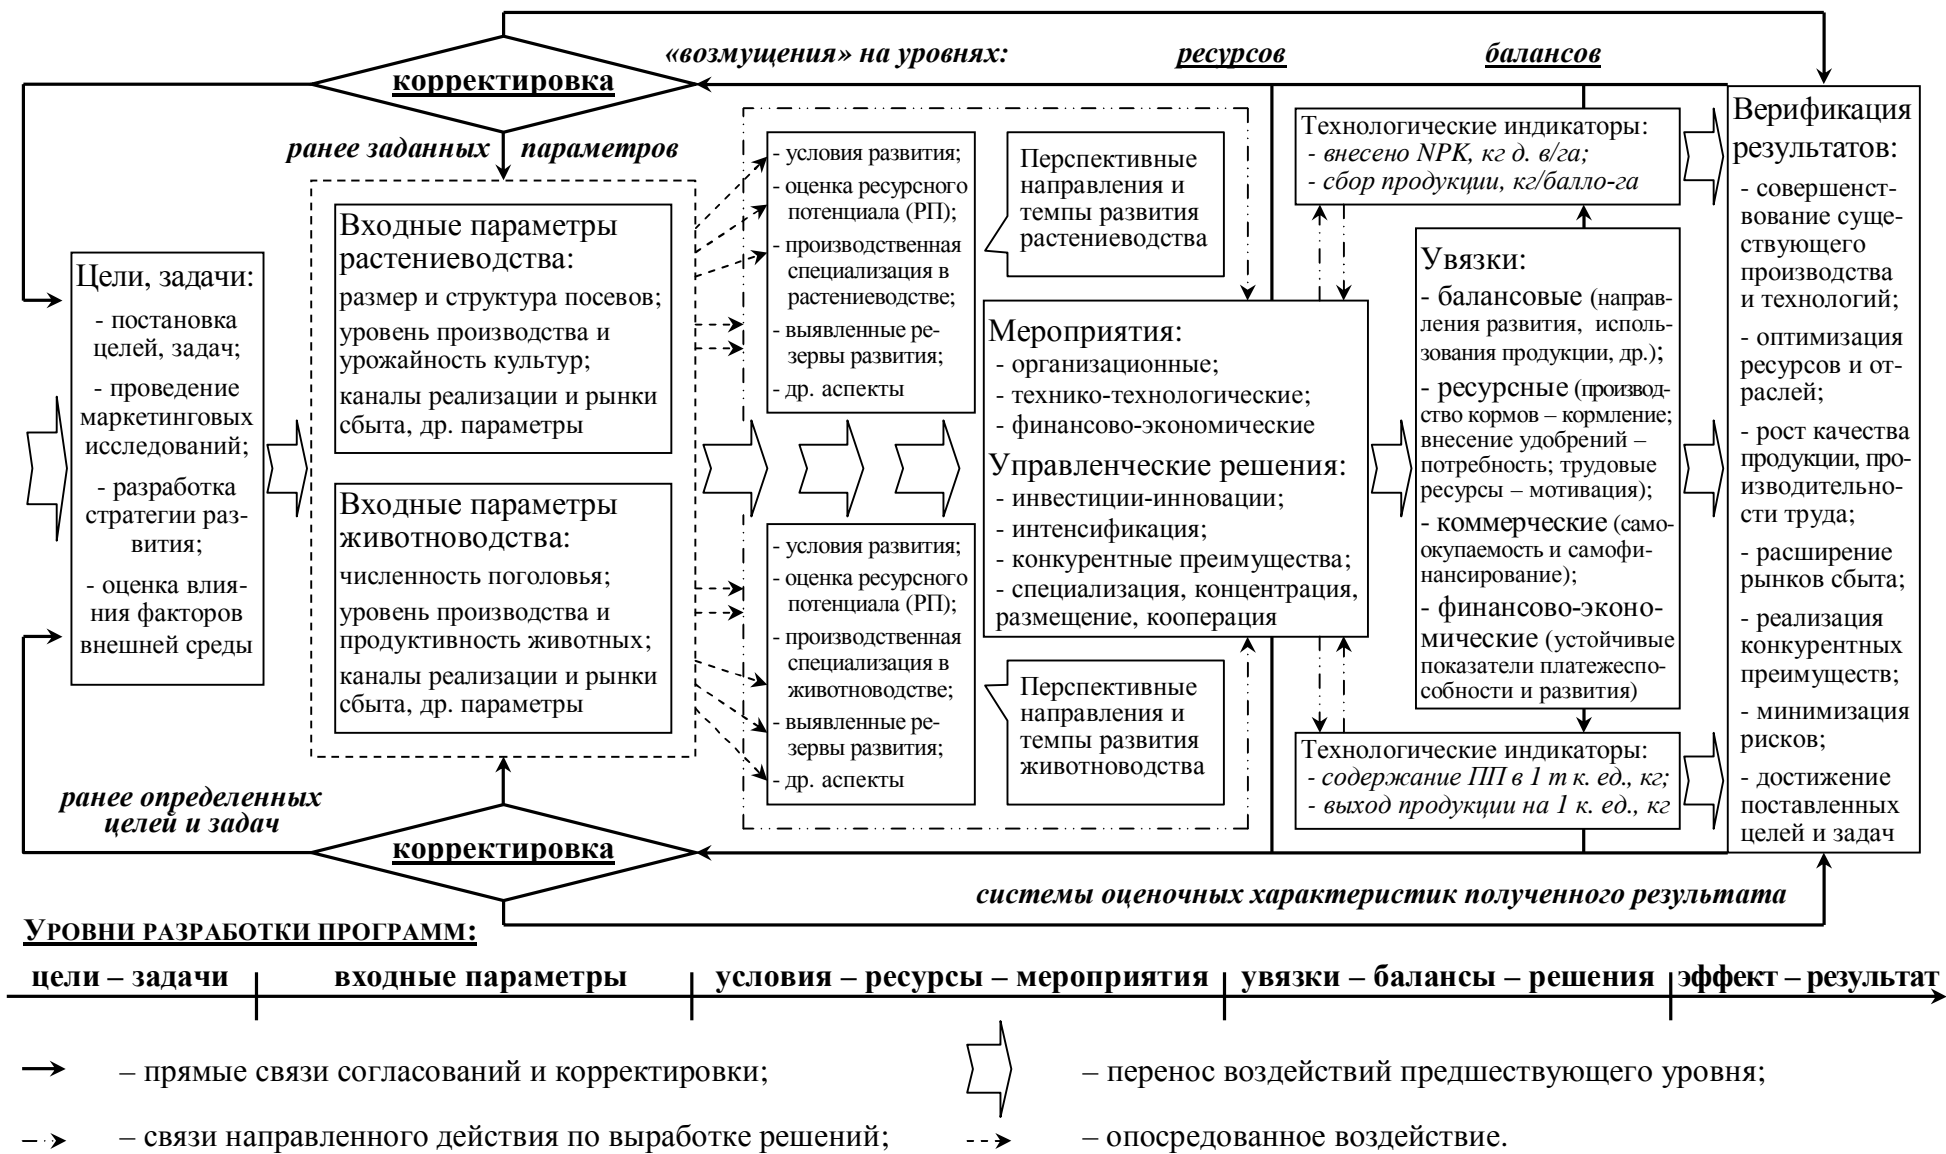 «возмущения» на уровнях:
ресурсов
балансов
корректировка
ранее заданных
параметров
Цели, задачи:
- постановка
целей, задач;
- проведение
маркетинговых
исследований;
- разработка
стратегии раз-
вития;
- оценка влия-
ния факторов
внешней среды
Входные параметры
растениеводства:
размер и структура посевов;
уровень производства и
урожайность культур;
каналы реализации и рынки
сбыта, др. параметры
Входные параметры
животноводства:
численность поголовья;
уровень производства и
продуктивность животных;
каналы реализации и рынки
сбыта, др. параметры
- условия развития;
- оценка ресурсного
потенциала (РП);
- производственная
специализация в
растениеводстве;
- выявленные ре-
зервы развития;
- др. аспекты
- условия развития;
- оценка ресурсного
потенциала (РП);
- производственная
специализация в
животноводстве;
- выявленные ре-
зервы развития;
- др. аспекты
Перспективные
направления и
темпы развития
растениеводства
Мероприятия:
- организационные;
- технико-технологические;
- финансово-экономические
Управленческие решения:
- инвестиции-инновации;
- интенсификация;
- конкурентные преимущества;
- специализация, концентрация,
размещение, кооперация
Перспективные
направления и
темпы развития
животноводства
Технологические индикаторы:
- внесено NPK, кг д. в/га;
- сбор продукции, кг/балло-га
Увязки:
- балансовые (направ-
ления развития, исполь-
зования продукции, др.);
- ресурсные (производ-
ство кормов – кормление;
внесение удобрений –
потребность; трудовые
ресурсы – мотивация);
- коммерческие (само-
окупаемость и самофи-
нансирование);
- финансово-эконо-
мические (устойчивые
показатели платежеспо-
собности и развития)
Технологические индикаторы:
- содержание ПП в 1 т к. ед., кг;
- выход продукции на 1 к. ед., кг
Верификация
результатов:
- совершенст-
вование суще-
ствующего
производства
и технологий;
- оптимизация
ресурсов и от-
раслей;
- рост качества
продукции, про-
изводительно-
сти труда;
- расширение
рынков сбыта;
- реализация
конкурентных
преимуществ;
- минимизация
рисков;
- достижение
поставленных
целей и задач
ранее определенных
целей и задач
корректировка
системы оценочных характеристик полученного результата
УРОВНИ РАЗРАБОТКИ ПРОГРАММ:
цели – задачи
входные параметры
условия – ресурсы – мероприятия
увязки – балансы – решения
эффект – результат
– прямые связи согласований и корректировки;
– перенос воздействий предшествующего уровня;
– связи направленного действия по выработке решений;
– опосредованное воздействие.